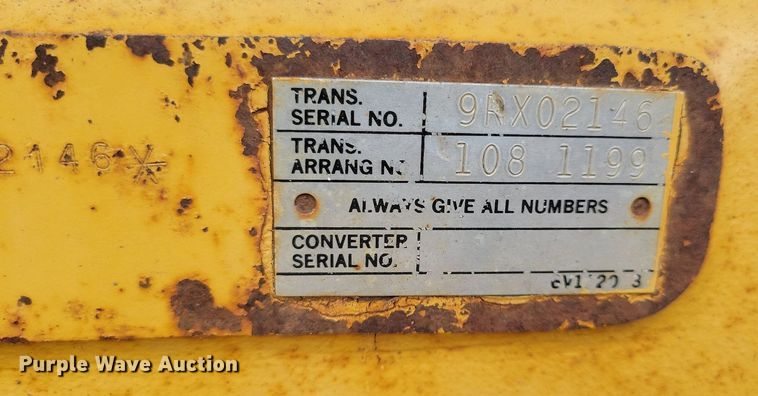 TRANS.
SERIAL NO. 9RX02146
TRANS.
ARRANG NO 108 1199
2146*
ALWAYS GIVE ALL NUMBERS
CONVERTER
SERIAL NO.
Purple Wave Auction